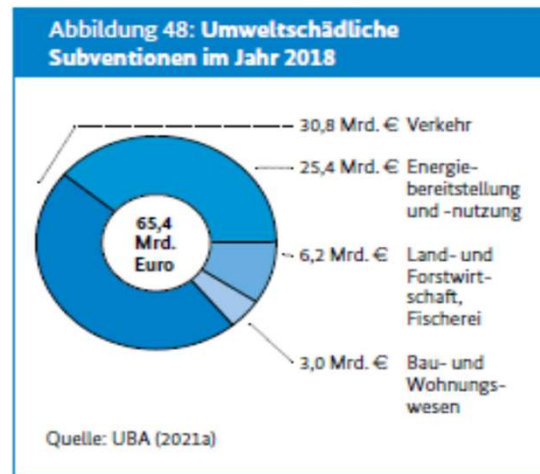 Abbildung 48: Umweltschädliche
Subventionen im Jahr 2018
65,4
Mrd.
Euro
30,8 Mrd. € Verkehr
25,4 Mrd. € Energie-
bereitstellung
und -nutzung
6,2 Mrd. € Land- und
Forstwirt-
schaft,
Fischerei
3,0 Mrd. € Bau- und
Wohnungs-
wesen
Quelle: UBA (2021a)